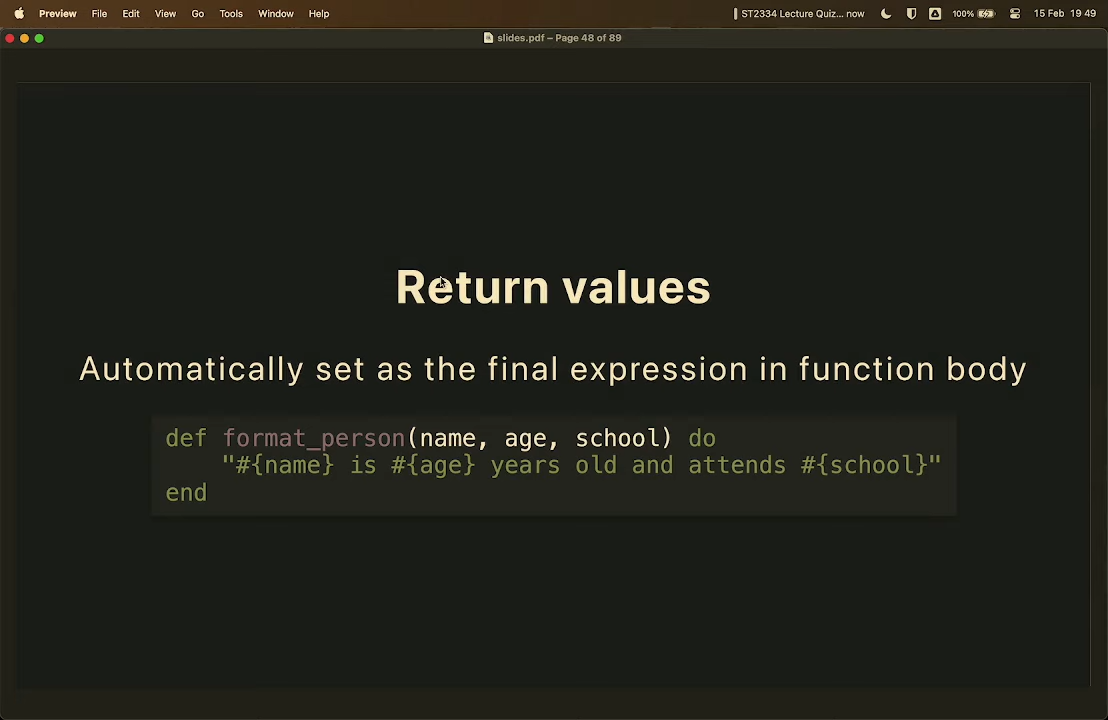 Preview File Edit View Go Tools Window Help ST2334 Lecture Quiz... now 100% 15 Feb 19 49
slides.pdf – Page 48 of 89
Return values
Automatically set as the final expression in function body
def format_person(name, age, school) do
"#{name} is #{age} years old and attends #{school}"
end